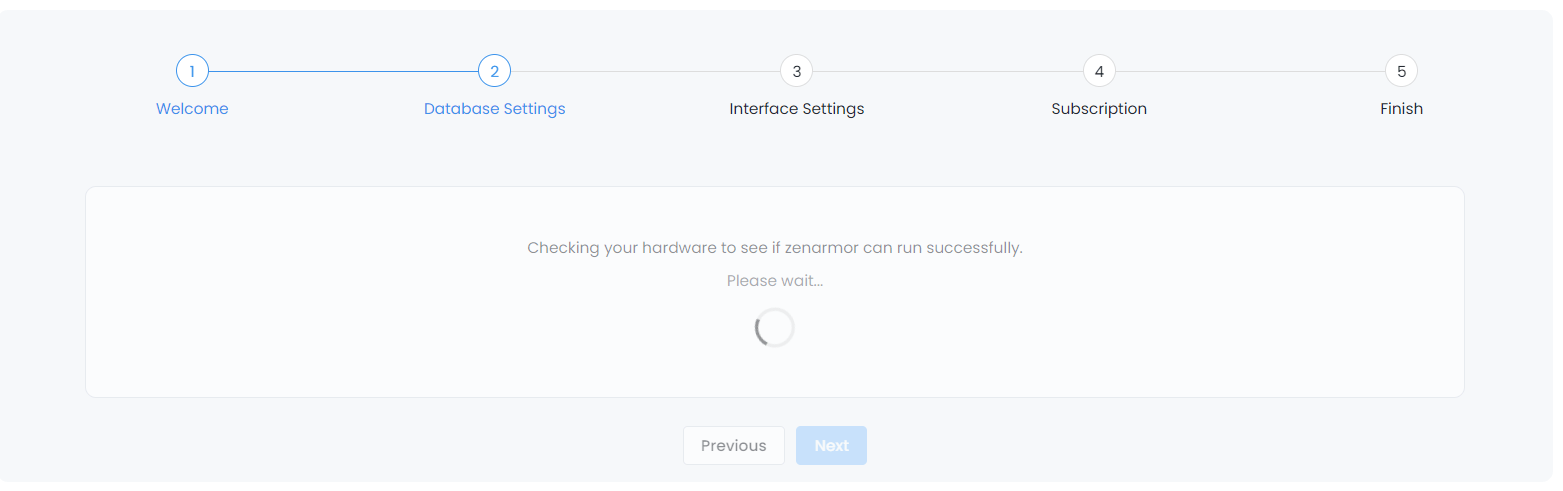 1 2 3 4 5
Welcome Database Settings Interface Settings Subscription Finish
Checking your hardware to see if zenarmor can run successfully.
Please wait...
Previous Next